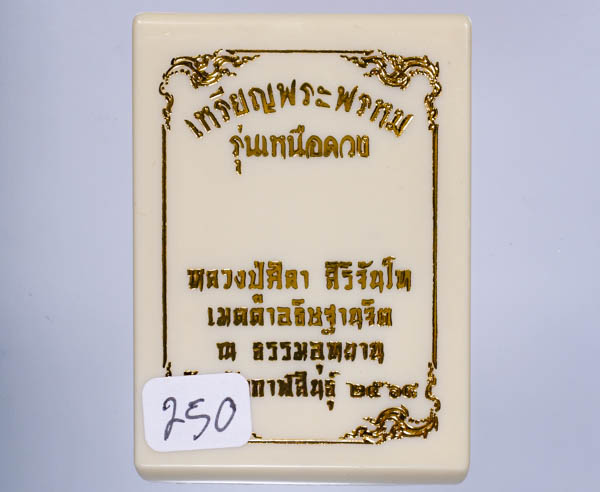 เหรียญพระพรหม
รุ่นเหนือดวง
หลวงปู่ศิลา สิริจันโท
เมตตาอธิษฐานจิต
ณ ธรรมอุทยาน
กาฬสินธุ์ ๒๕๖๘
250